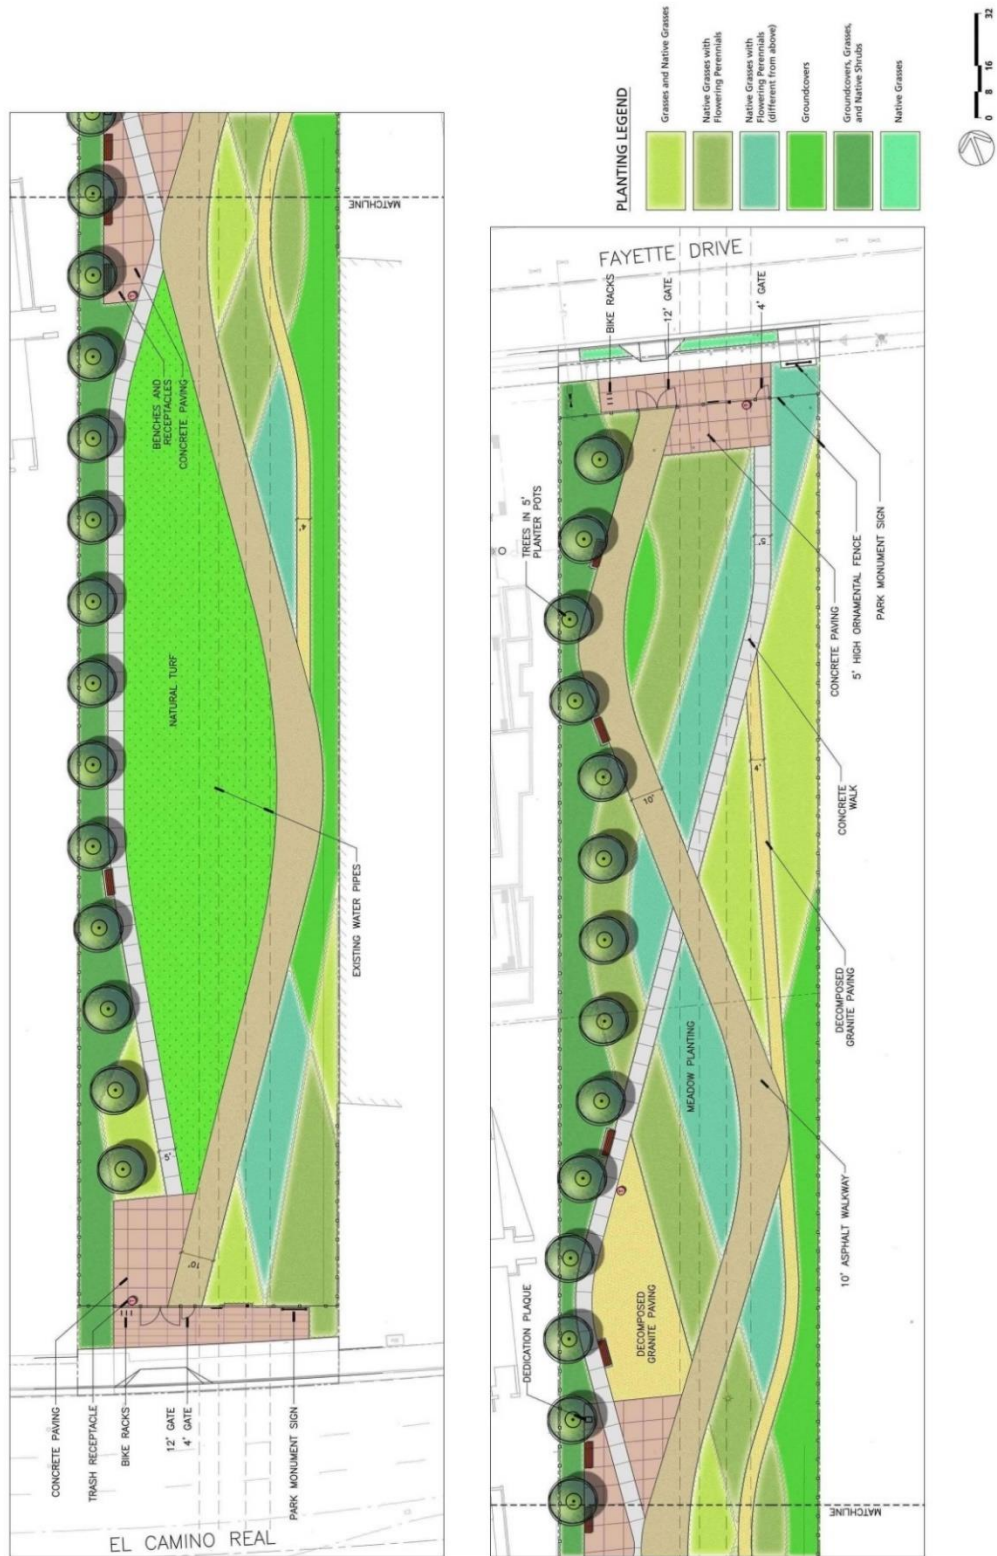 PLANTING LEGEND
Grasses and Native Grasses
Native Grasses with
Flowering Perennials
Native Grasses with
Flowering Perennials
(different from above)
Groundcovers
Groundcovers, Grasses,
and Native Shrubs
Native Grasses
0 8 16 32
MATCHLINE
BENCHES AND
RECEPTACLES
CONCRETE PAVING
4'
NATURAL TURF
EXISTING WATER PIPES
5'
10'
CONCRETE PAVING
TRASH RECEPTACLE
BIKE RACKS
12' GATE
4' GATE
PARK MONUMENT SIGN
EL CAMINO REAL
FAYETTE DRIVE
BIKE RACKS
12' GATE
4' GATE
TREES IN 5'
PLANTER POTS
5'
CONCRETE PAVING
5' HIGH ORNAMENTAL FENCE
PARK MONUMENT SIGN
10'
4'
CONCRETE
WALK
DECOMPOSED
GRANITE PAVING
MEADOW PLANTING
10' ASPHALT WALKWAY
DEDICATION PLAQUE
DECOMPOSED
GRANITE PAVING
MATCHLINE